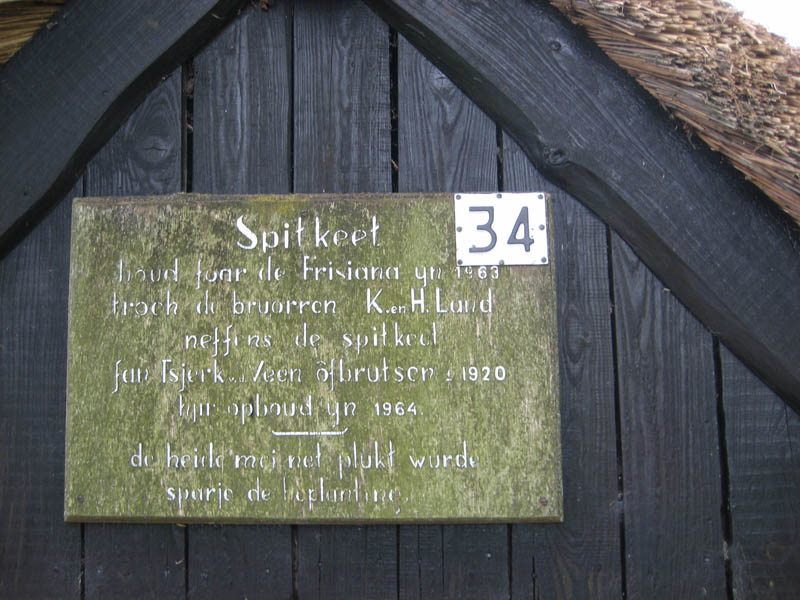 Spitkeet
34
boud foar de Frisiana yn 1963
troch de bruorren K. en H. Land
neffens de spitkeet
fan Tsjerk v.d. Veen ôfbrutsen ± 1920
hjir opboud yn 1964.
de heide mei net plukt wurde
sparje de beplanting.